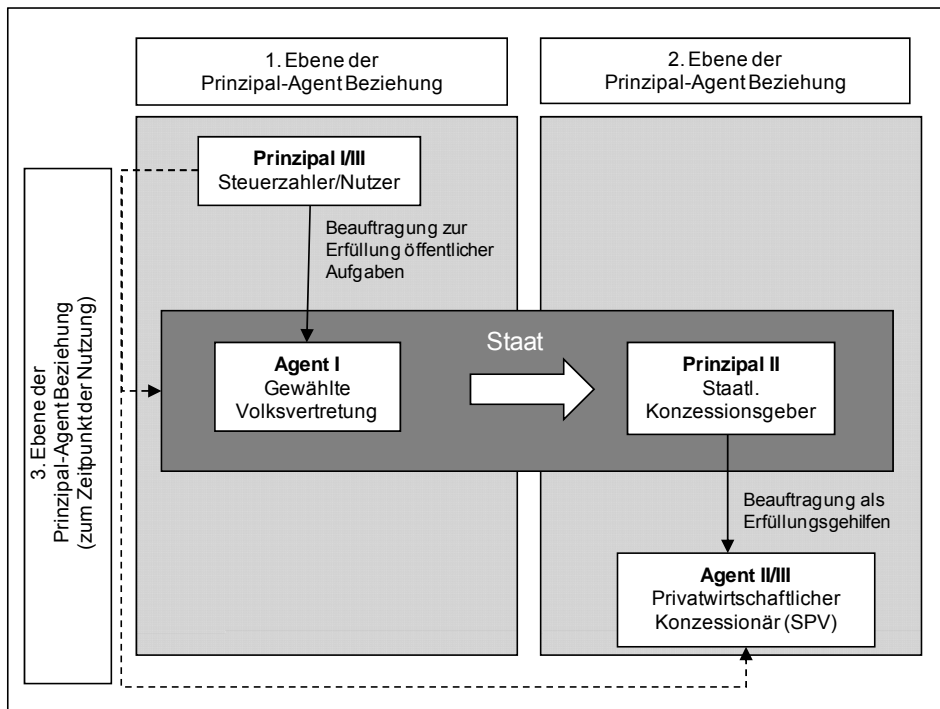 1. Ebene der
Prinzipal-Agent Beziehung
2. Ebene der
Prinzipal-Agent Beziehung
3. Ebene der
Prinzipal-Agent Beziehung
(zum Zeitpunkt der Nutzung)
Prinzipal I/III
Steuerzahler/Nutzer
Beauftragung zur
Erfüllung öffentlicher
Aufgaben
Staat
Agent I
Gewählte
Volksvertretung
Prinzipal II
Staatl.
Konzessionsgeber
Beauftragung als
Erfüllungsgehilfen
Agent II/III
Privatwirtschaftlicher
Konzessionär (SPV)